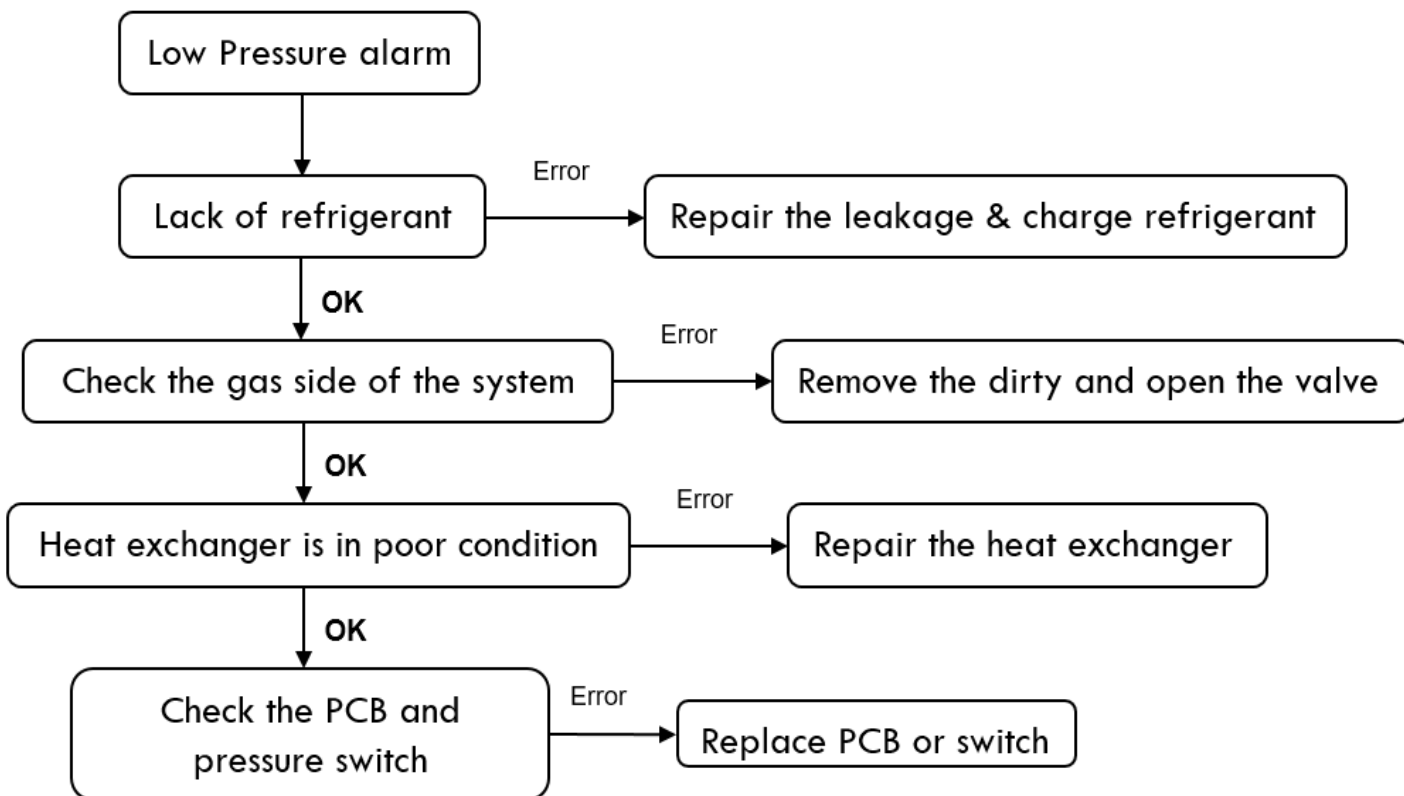 Low Pressure alarm
Error
Lack of refrigerant
Repair the leakage & charge refrigerant
OK
Error
Check the gas side of the system
Remove the dirty and open the valve
OK
Error
Heat exchanger is in poor condition
Repair the heat exchanger
OK
Error
Check the PCB and
pressure switch
Replace PCB or switch